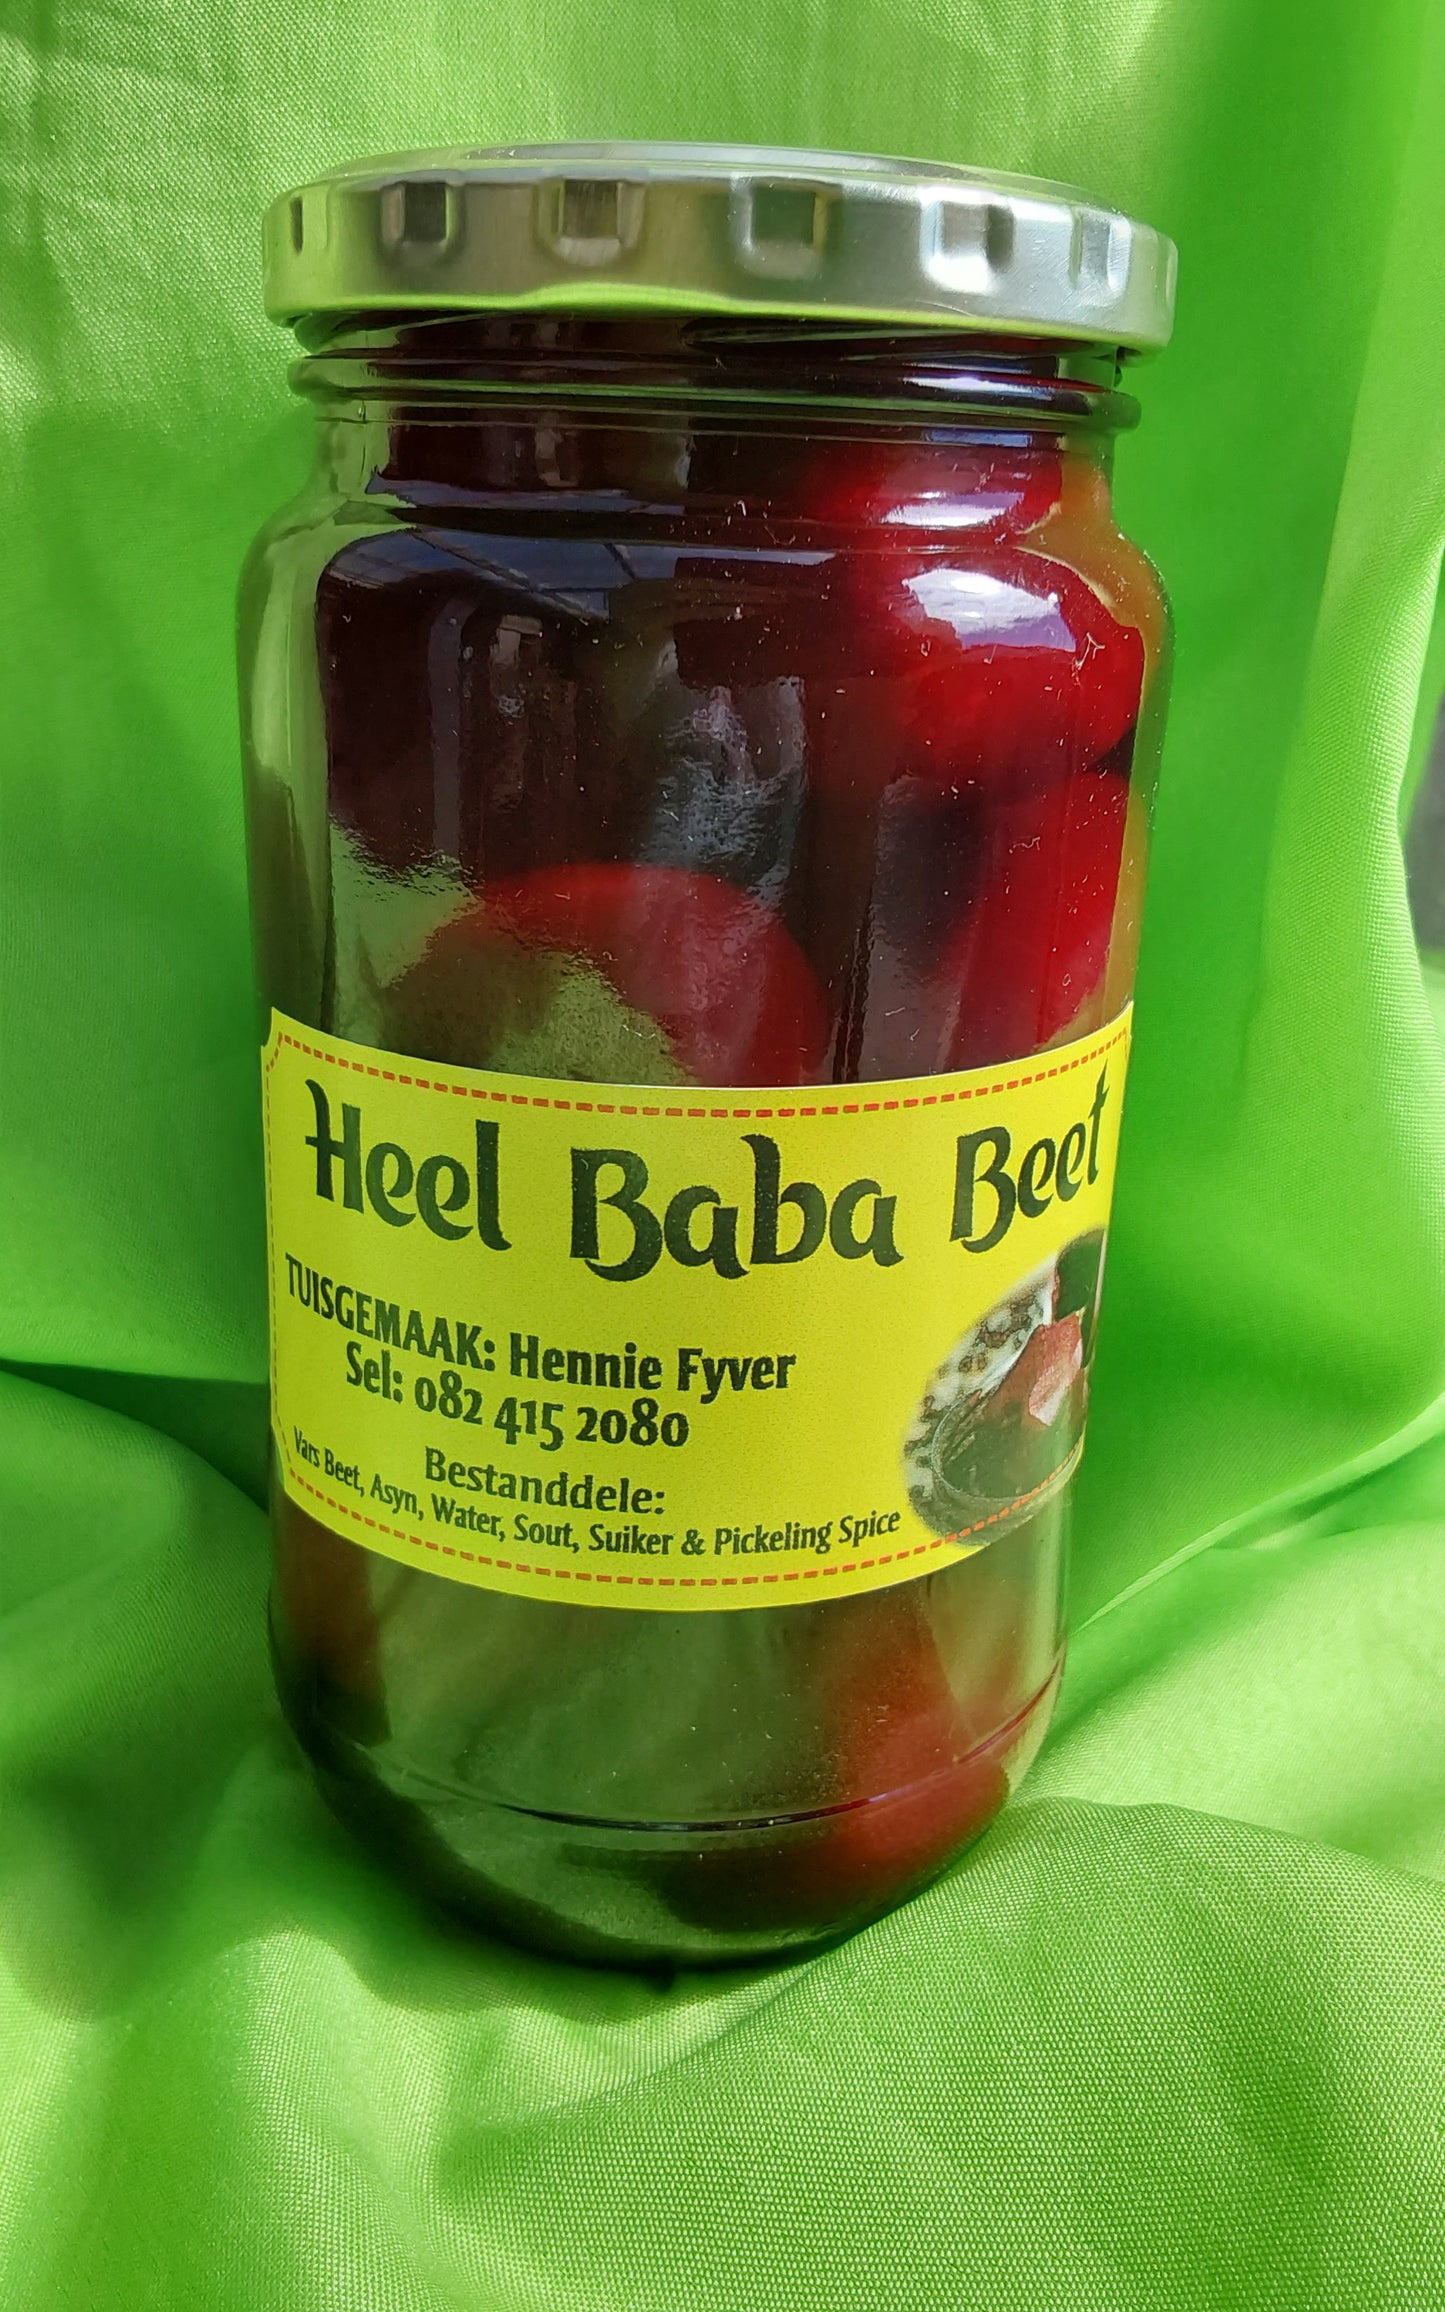 Heel Baba Beet
TUISGEMAAK: Hennie Fyver
Sel: 082 415 2080
Bestanddele:
Vars Beet, Asyn, Water, Sout, Suiker & Pickeling Spice